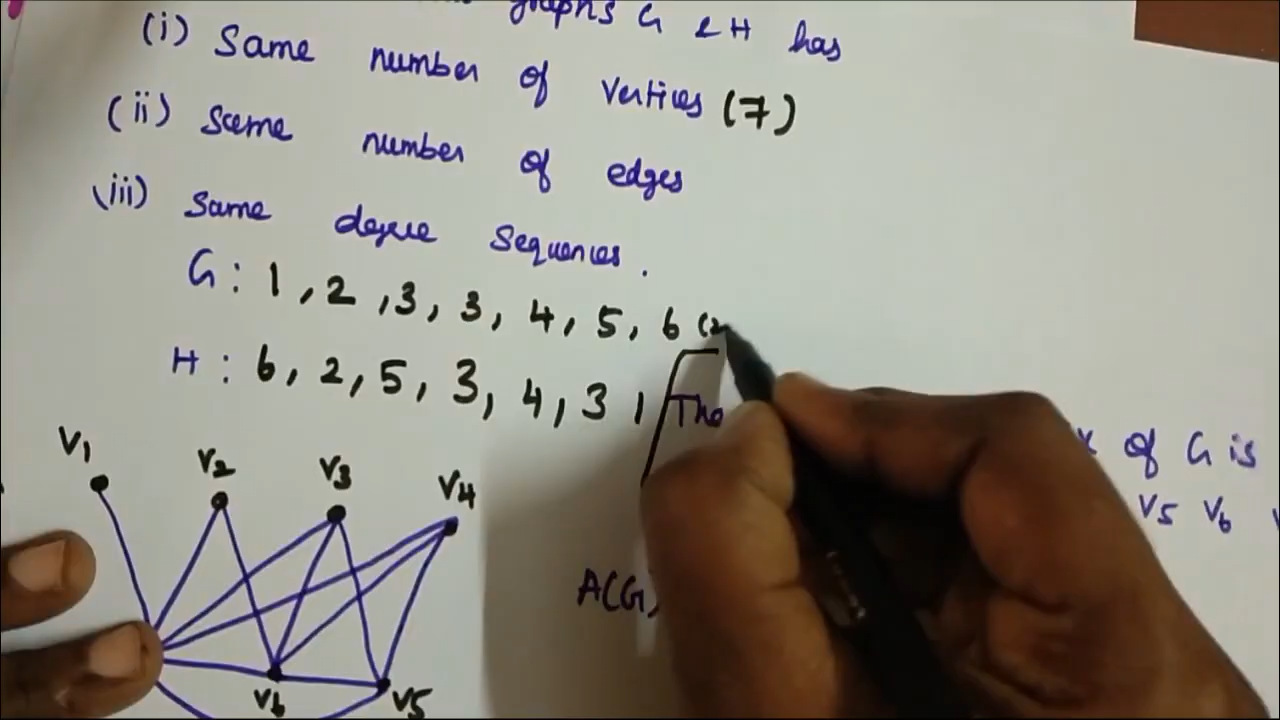 graphs G & H has
(i) Same number of vertices (7)
(ii) Same number of edges
(iii) Same degree Sequences.
G : 1, 2, 3, 3, 4, 5, 6 (2
H : 6, 2, 5, 3, 4, 3 1
The
of G is
V5 V6
A(G)
V1 V2 V3 V4
V6 V5